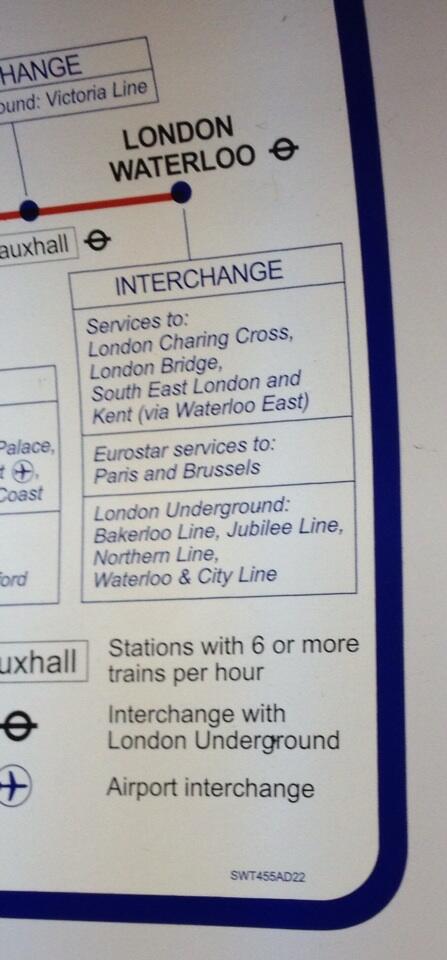 HANGE
ound: Victoria Line
LONDON
WATERLOO
auxhall
INTERCHANGE
Services to:
London Charing Cross,
London Bridge,
South East London and
Kent (via Waterloo East)
Palace,
t
Coast
Eurostar services to:
Paris and Brussels
London Underground:
Bakerloo Line, Jubilee Line,
Northern Line,
Waterloo & City Line
ford
uxhall
Stations with 6 or more
trains per hour
Interchange with
London Underground
Airport interchange
SWT455AD22